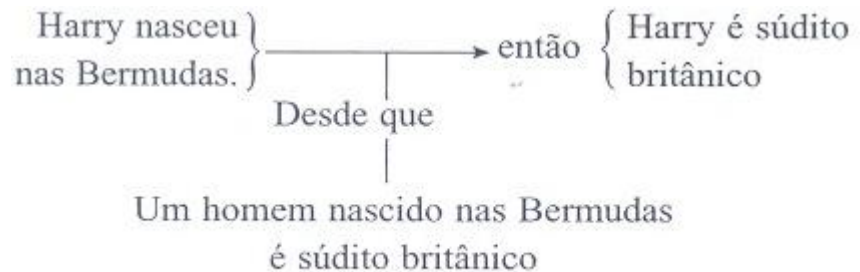 Harry nasceu
nas Bermudas.
então
Harry é súdito
britânico
Desde que
Um homem nascido nas Bermudas
é súdito britânico